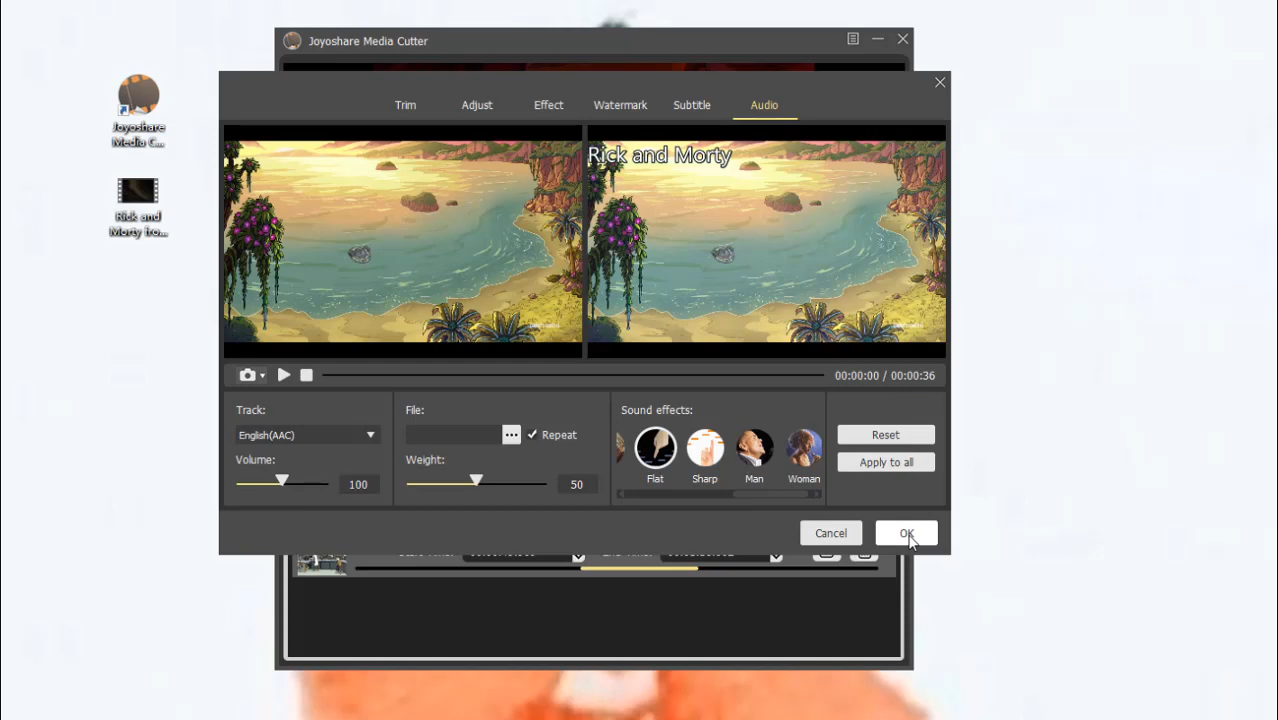 Joyoshare Media Cutter
Joyoshare
Media C...
Rick and
Morty fro...
Trim
Adjust
Effect
Watermark
Subtitle
Audio
Rick and Morty
00:00:00 / 00:00:36
Track:
English(AAC)
Volume:
100
File:
...
Repeat
Weight:
50
Sound effects:
Flat
Sharp
Man
Woman
Reset
Apply to all
Cancel
OK